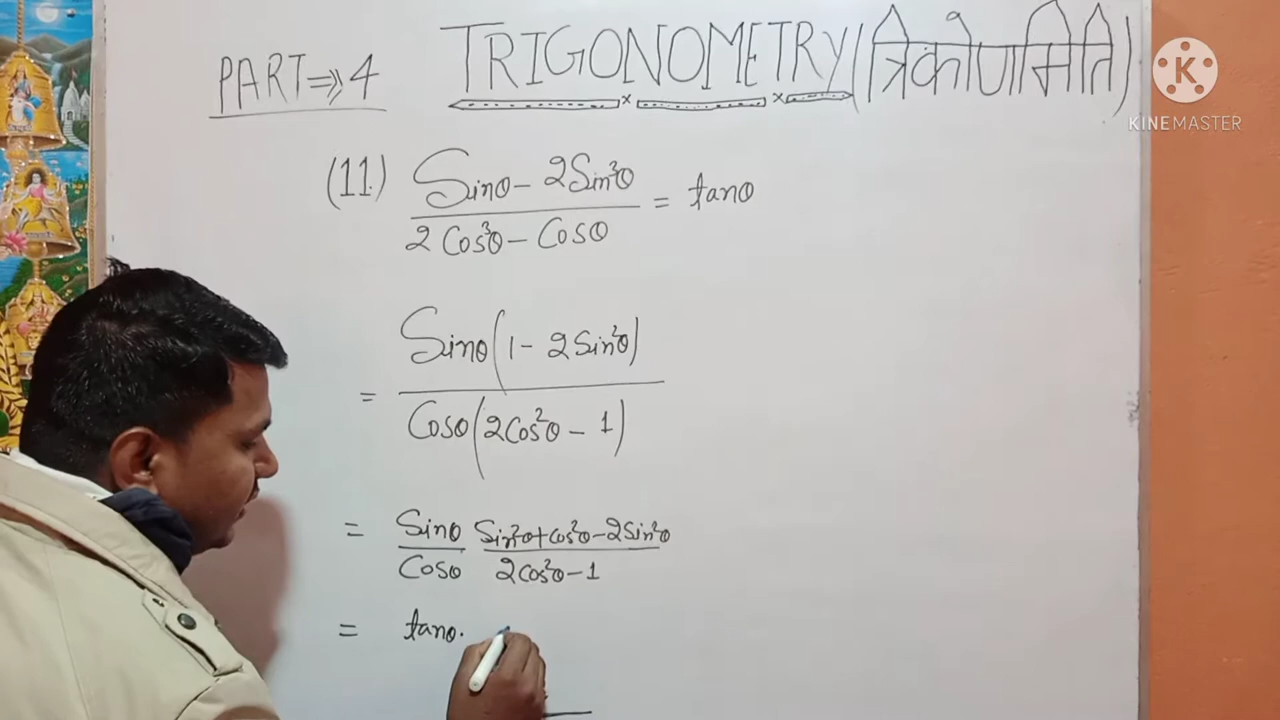 PART ⇒ 4
TRIGONOMETRY (त्रिकोणमिति)
K
KINEMASTER
(11.) Sinθ - 2Sin³θ / 2Cos³θ - Cosθ = tanθ
= Sinθ(1 - 2Sin²θ) / Cosθ(2Cos²θ - 1)
= Sinθ / Cosθ Sin²θ + Cos²θ - 2Sin²θ / 2Cos²θ - 1
= tanθ.